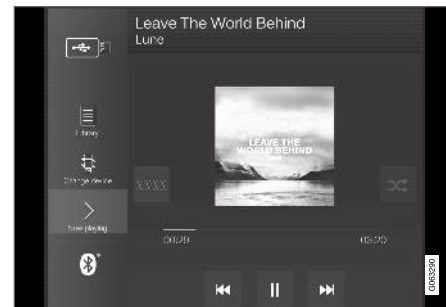 Leave The World Behind
Lune
Library
LEAVE THE
WORLD BEHIND
Change device
XXXX
Now playing
00:29
03:20
G063290